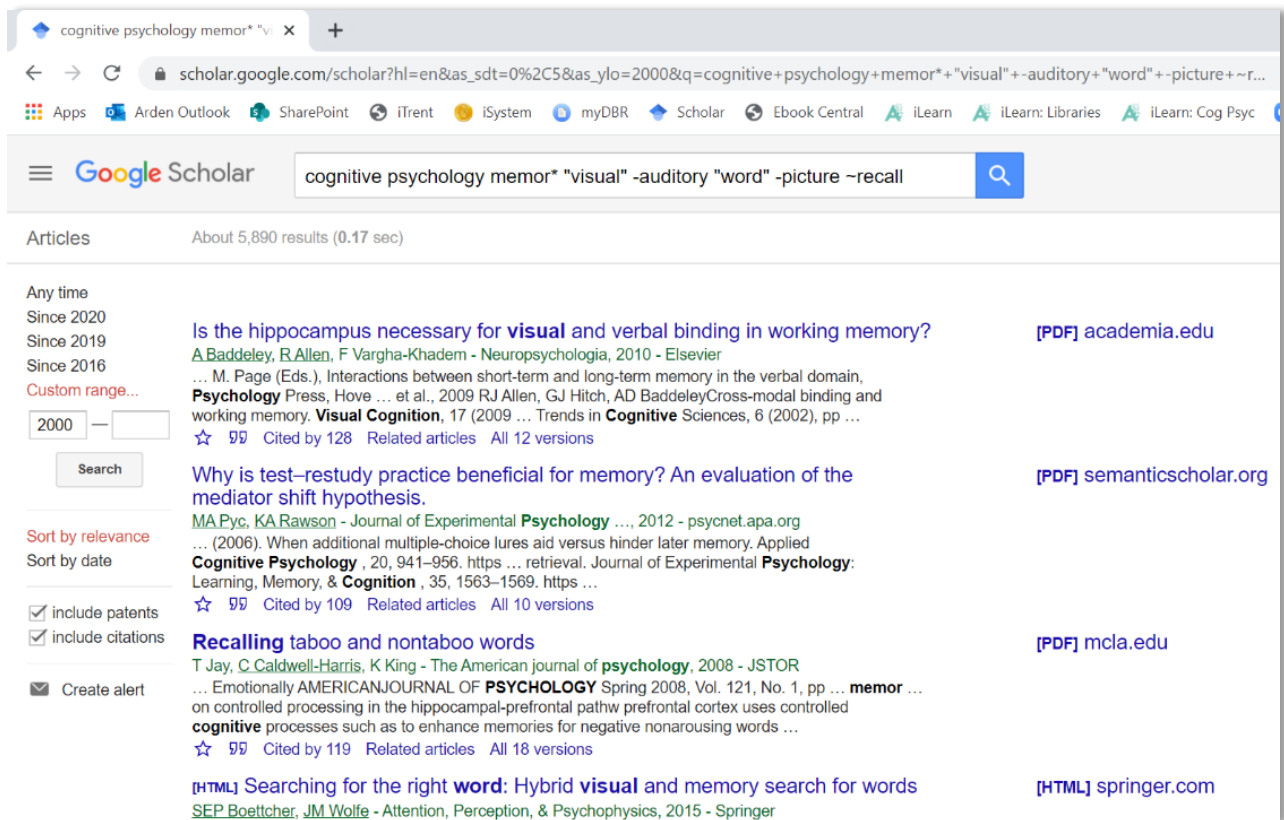 cognitive psychology memor* "vi
scholar.google.com/scholar?hl=en&as_sdt=0%2C5&as_ylo=2000&q=cognitive+psychology+memor*+"visual"+-auditory+"word"+-picture+~r...
Apps Arden Outlook SharePoint iTrent iSystem myDBR Scholar Ebook Central iLearn iLearn: Libraries iLearn: Cog Psyc
Google Scholar
cognitive psychology memor* "visual" -auditory "word" -picture ~recall
Articles
About 5,890 results (0.17 sec)
Any time
Since 2020
Since 2019
Since 2016
Custom range...
2000 —
Search
Sort by relevance
Sort by date
include patents
include citations
Create alert
Is the hippocampus necessary for visual and verbal binding in working memory?
[PDF] academia.edu
A Baddeley, R Allen, F Vargha-Khadem - Neuropsychologia, 2010 - Elsevier
... M. Page (Eds.), Interactions between short-term and long-term memory in the verbal domain,
Psychology Press, Hove ... et al., 2009 RJ Allen, GJ Hitch, AD BaddeleyCross-modal binding and
working memory. Visual Cognition, 17 (2009 ... Trends in Cognitive Sciences, 6 (2002), pp ...
Cited by 128 Related articles All 12 versions
Why is test–restudy practice beneficial for memory? An evaluation of the
mediator shift hypothesis.
[PDF] semanticscholar.org
MA Pyc, KA Rawson - Journal of Experimental Psychology ..., 2012 - psycnet.apa.org
... (2006). When additional multiple-choice lures aid versus hinder later memory. Applied
Cognitive Psychology , 20, 941–956. https ... retrieval. Journal of Experimental Psychology:
Learning, Memory, & Cognition , 35, 1563–1569. https ...
Cited by 109 Related articles All 10 versions
Recalling taboo and nontaboo words
[PDF] mcla.edu
T Jay, C Caldwell-Harris, K King - The American journal of psychology, 2008 - JSTOR
... Emotionally AMERICANJOURNAL OF PSYCHOLOGY Spring 2008, Vol. 121, No. 1, pp ... memor ...
on controlled processing in the hippocampal-prefrontal pathw prefrontal cortex uses controlled
cognitive processes such as to enhance memories for negative nonarousing words ...
Cited by 119 Related articles All 18 versions
[HTML] Searching for the right word: Hybrid visual and memory search for words
[HTML] springer.com
SEP Boettcher, JM Wolfe - Attention, Perception, & Psychophysics, 2015 - Springer